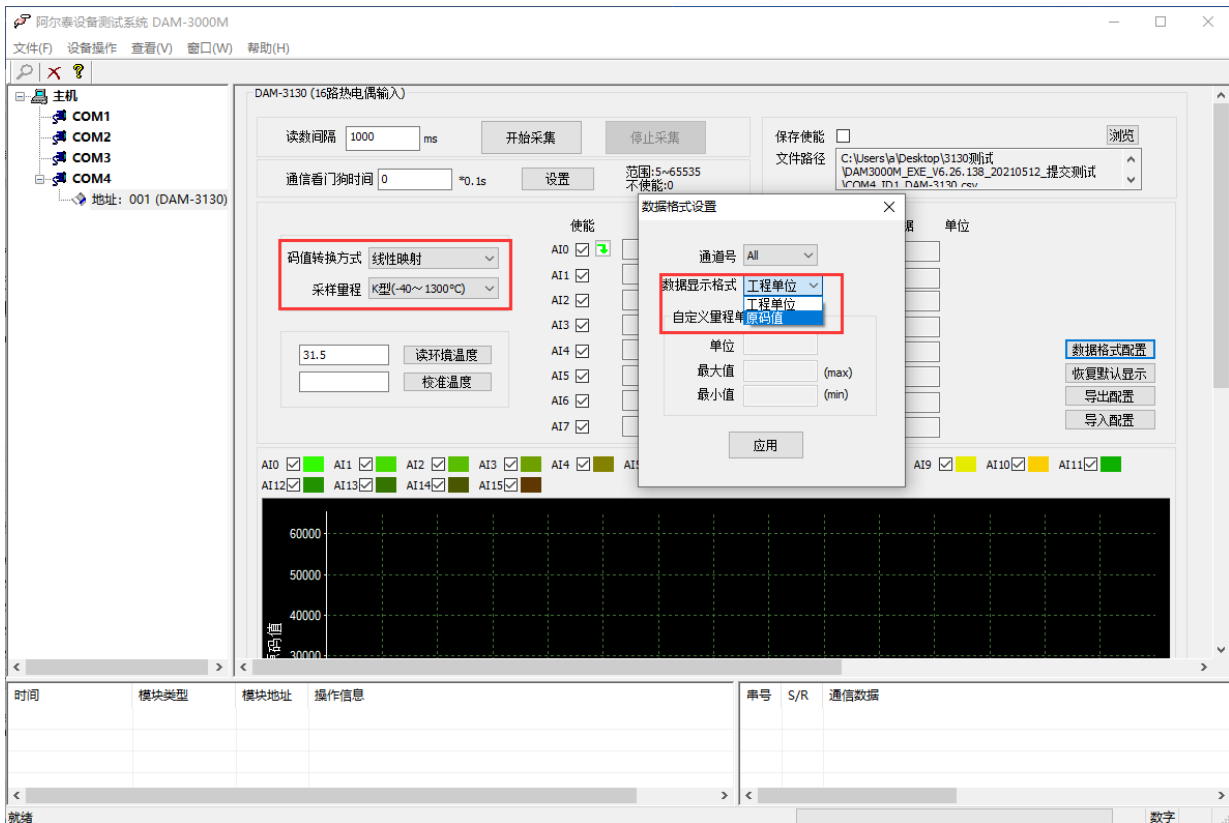 阿尔泰设备测试系统 DAM-3000M
文件(F) 设备操作 查看(V) 窗口(W) 帮助(H)
主机
COM1
COM2
COM3
COM4
地址：001 (DAM-3130)
DAM-3130 (16路热电偶输入)
读数间隔 1000 ms 开始采集 停止采集
通信看门狗时间 0 *0.1s 设置 范围:5~65535
不使能:0
保存使能 浏览
文件路径 C:\Users\a\Desktop\3130测试
\DAM3000M_EXE_V6.26.138_20210512_提交测试
\COM4_ID1_DAM-3130.csv
码值转换方式 线性映射
采样量程 K型(-40～1300°C)
31.5 读环境温度
校准温度
使能
AI0
AI1
AI2
AI3
AI4
AI5
AI6
AI7
单位
数据格式设置
通道号 All
数据显示格式 工程单位
工程单位
原码值
自定义量程单
单位
最大值 (max)
最小值 (min)
应用
数据格式配置
恢复默认显示
导出配置
导入配置
AI0 AI1 AI2 AI3 AI4 AI9 AI10 AI11
AI12 AI13 AI14 AI15
60000
50000
40000
30000
原码值
时间 模块类型 模块地址 操作信息
串号 S/R 通信数据
就绪 数字